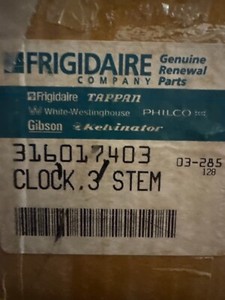 FRIGIDAIRE
COMPANY
Genuine
Renewal
Parts
Frigidaire TAPPAN
White-Westinghouse PHILCO
Gibson Kelvinator
316017403 03-285
128
CLOCK, 3 STEM